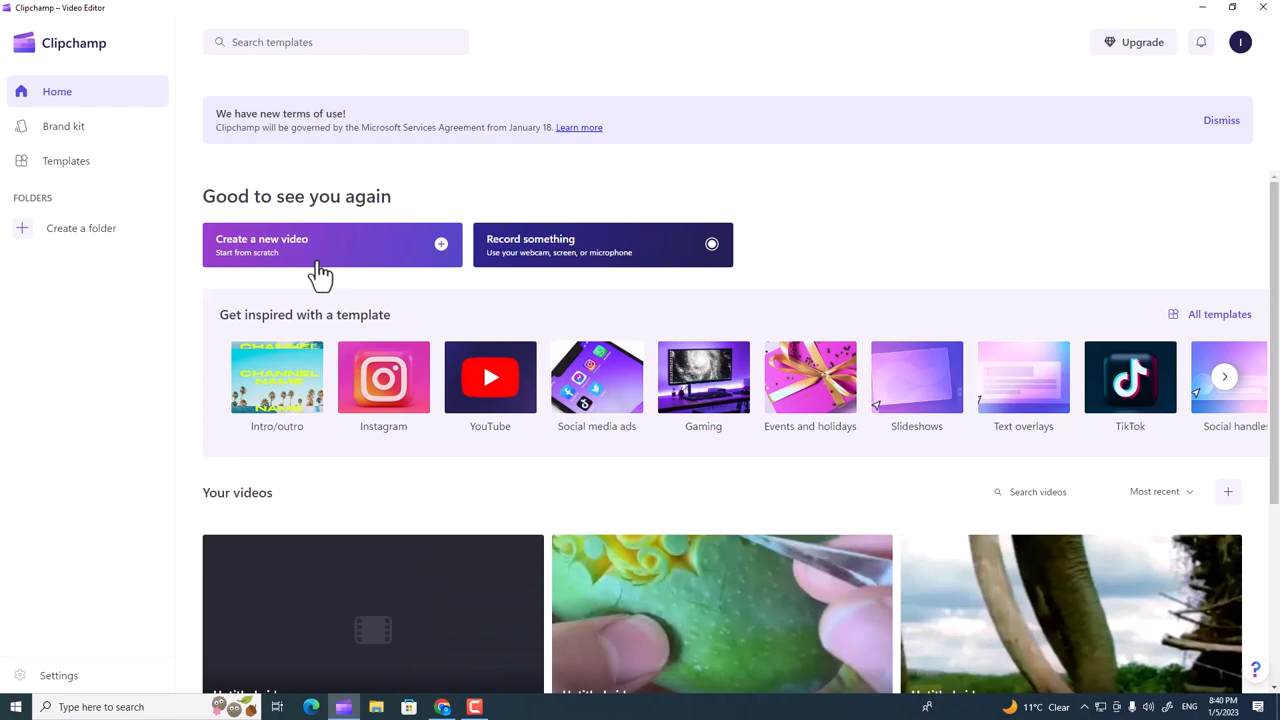 Clipchamp – Video Editor
Clipchamp
Search templates
Upgrade
I
Home
Brand kit
Templates
FOLDERS
Create a folder
Settings
We have new terms of use!
Clipchamp will be governed by the Microsoft Services Agreement from January 18. Learn more
Dismiss
Good to see you again
Create a new video
Start from scratch
Record something
Use your webcam, screen, or microphone
Get inspired with a template
All templates
CHANNEL
CHANNEL
NAME
NAME
Intro/outro
Instagram
YouTube
Social media ads
Gaming
Events and holidays
Slideshows
Text overlays
TikTok
Social handles
Your videos
Search videos
Most recent
?
Type here to search
11°C Clear
ENG
8:40 PM
1/5/2023